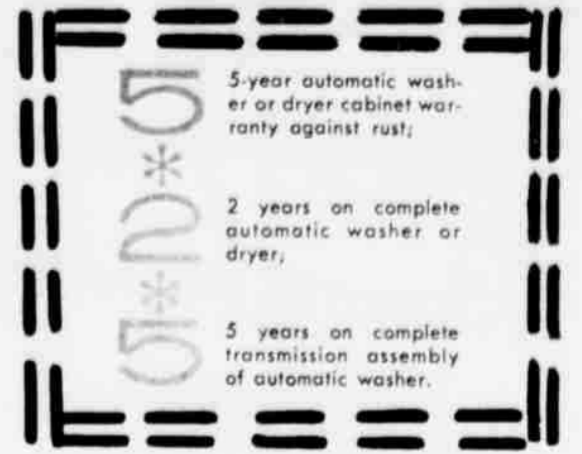 5
5-year automatic wash-
er or dryer cabinet war-
ranty against rust;
*
2
2 years on complete
automatic washer or
dryer;
*
5
5 years on complete
transmission assembly
of automatic washer.